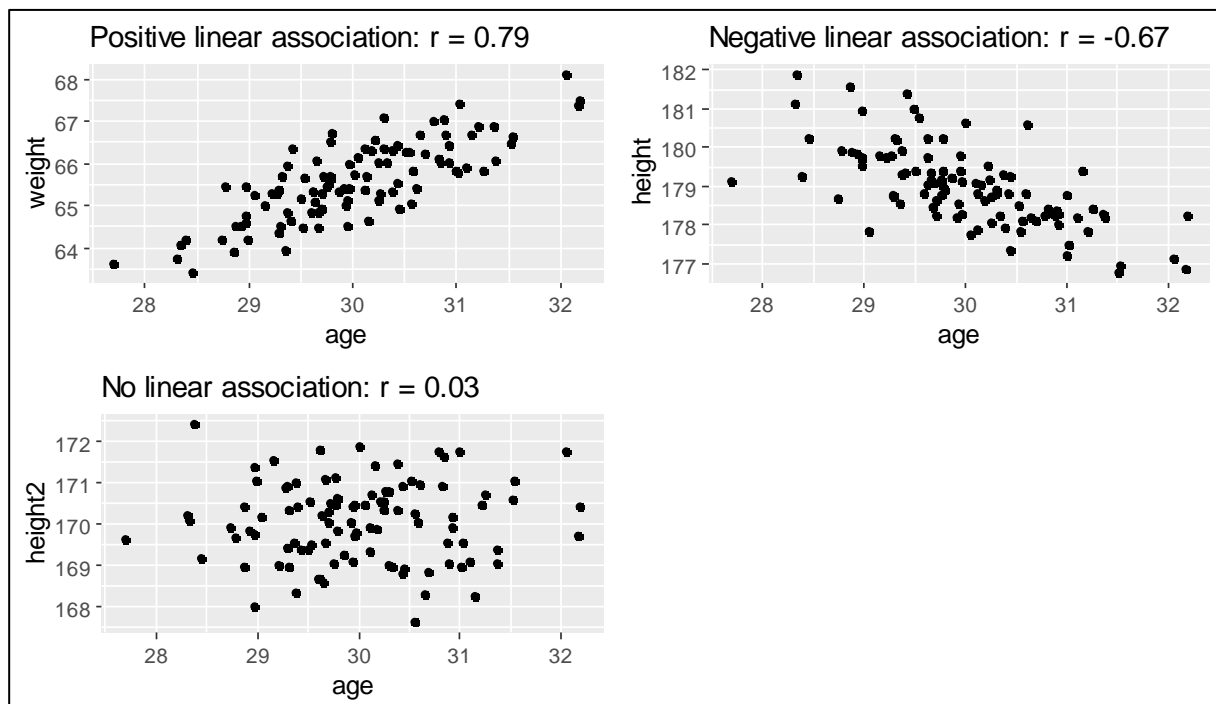 Positive linear association: r = 0.79
68
67
66
65
64
weight
28 29 30 31 32
age
Negative linear association: r = -0.67
182
181
180
179
178
177
height
28 29 30 31 32
age
No linear association: r = 0.03
172
171
170
169
168
height2
28 29 30 31 32
age